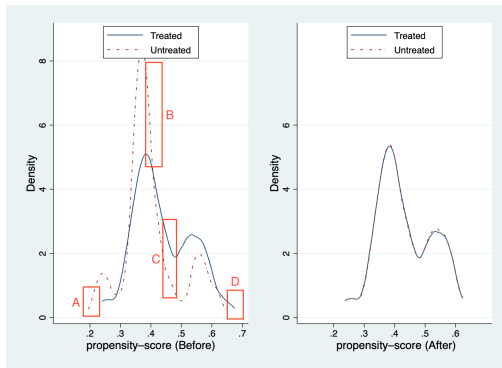 Treated
Untreated
Density
8
6
4
2
0
A
B
C
D
.2 .3 .4 .5 .6 .7
propensity-score (Before)
Treated
Untreated
Density
8
6
4
2
0
.2 .3 .4 .5 .6
propensity-score (After)